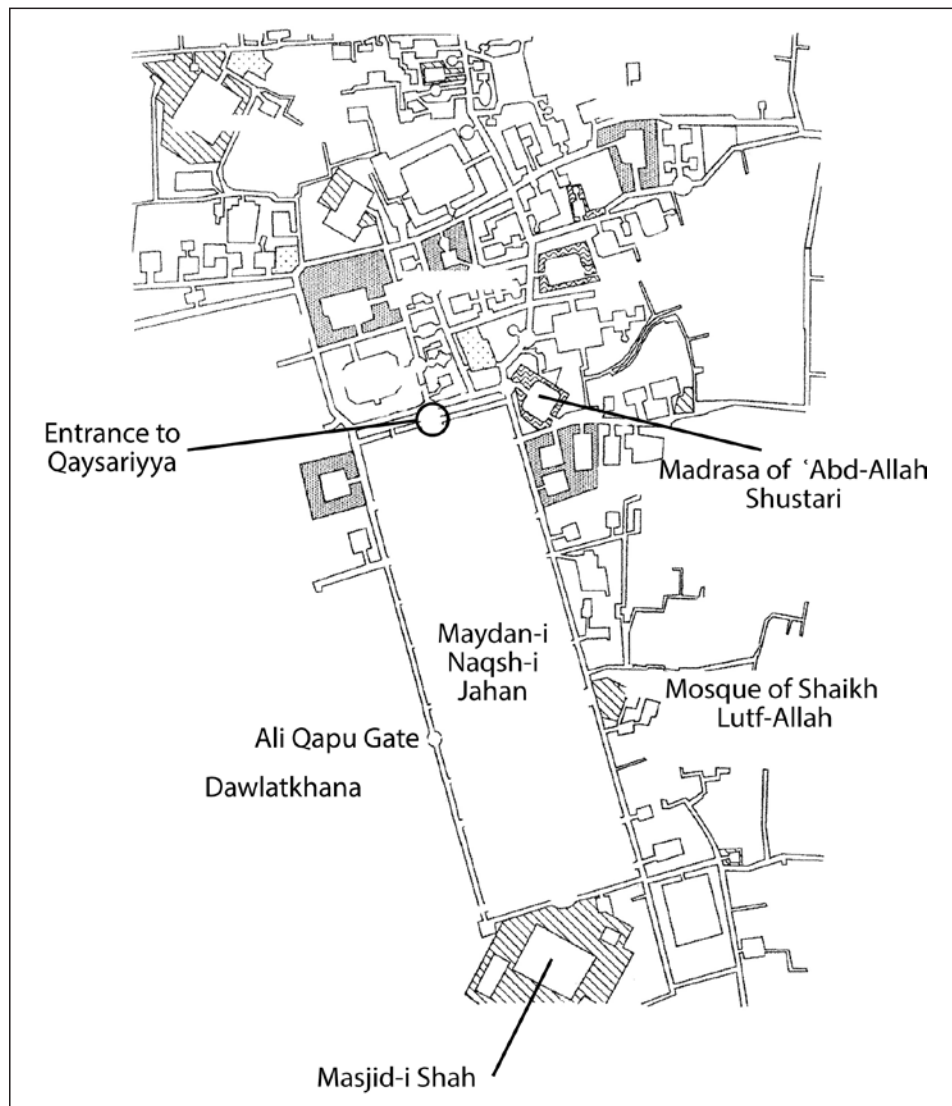 Entrance to
Qaysariyya
Madrasa of ʿAbd-Allah
Shustari
Maydan-i
Naqsh-i
Jahan
Mosque of Shaikh
Lutf-Allah
Ali Qapu Gate
Dawlatkhana
Masjid-i Shah